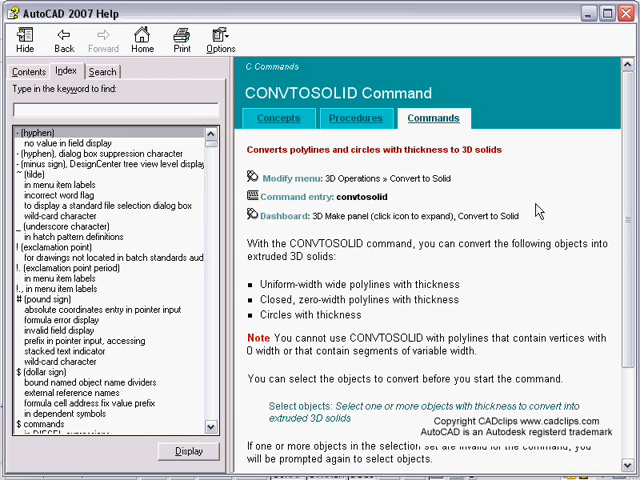 AutoCAD 2007 Help
Hide Back Forward Home Print Options
Contents Index Search
Type in the keyword to find:
- (hyphen)
no value in field display
- (hyphen), dialog box suppression character
- (minus sign), DesignCenter tree view level display
~ (tilde)
in menu item labels
incorrect word flag
to display a standard file selection dialog box
wild-card character
_ (underscore character)
in hatch pattern definitions
! (exclamation point)
for drawings not located in batch standards aud
!. (exclamation point period)
in menu item labels
!., in menu item labels
# (pound sign)
absolute coordinates entry in pointer input
formula error display
invalid field display
prefix in pointer input, accessing
stacked text indicator
wild-card character
$ (dollar sign)
bound named object name dividers
external reference names
formula cell address fix value prefix
in dependent symbols
$ commands
in DIESEL expressions
Display
C Commands
CONVTOSOLID Command
Concepts Procedures Commands
Converts polylines and circles with thickness to 3D solids
Modify menu: 3D Operations » Convert to Solid
Command entry: convtosolid
Dashboard: 3D Make panel (click icon to expand), Convert to Solid
With the CONVTOSOLID command, you can convert the following objects into
extruded 3D solids:
▪ Uniform-width wide polylines with thickness
▪ Closed, zero-width polylines with thickness
▪ Circles with thickness
Note You cannot use CONVTOSOLID with polylines that contain vertices with
0 width or that contain segments of variable width.
You can select the objects to convert before you start the command.
Select objects: Select one or more objects with thickness to convert into
extruded 3D solids
Copyright CADclips www.cadclips.com
AutoCAD is an Autodesk registerd trademark
If one or more objects in the selection set are invalid for the command, you
will be prompted again to select objects.